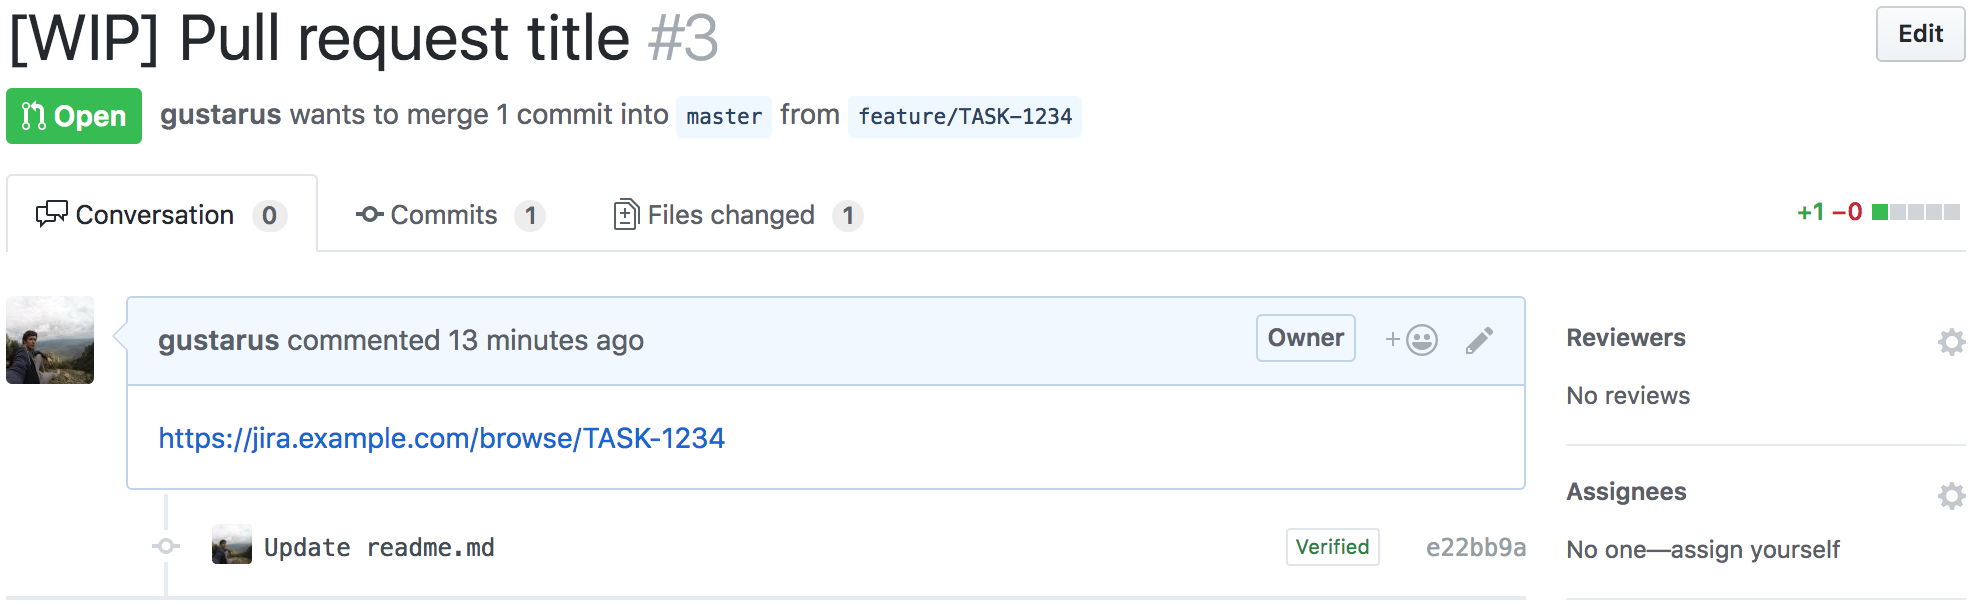 [WIP] Pull request title #3
Edit
Open gustarus wants to merge 1 commit into master from feature/TASK-1234
Conversation 0 Commits 1 Files changed 1 +1 −0
gustarus commented 13 minutes ago Owner +
https://jira.example.com/browse/TASK-1234
Update readme.md Verified e22bb9a
Reviewers
No reviews
Assignees
No one—assign yourself